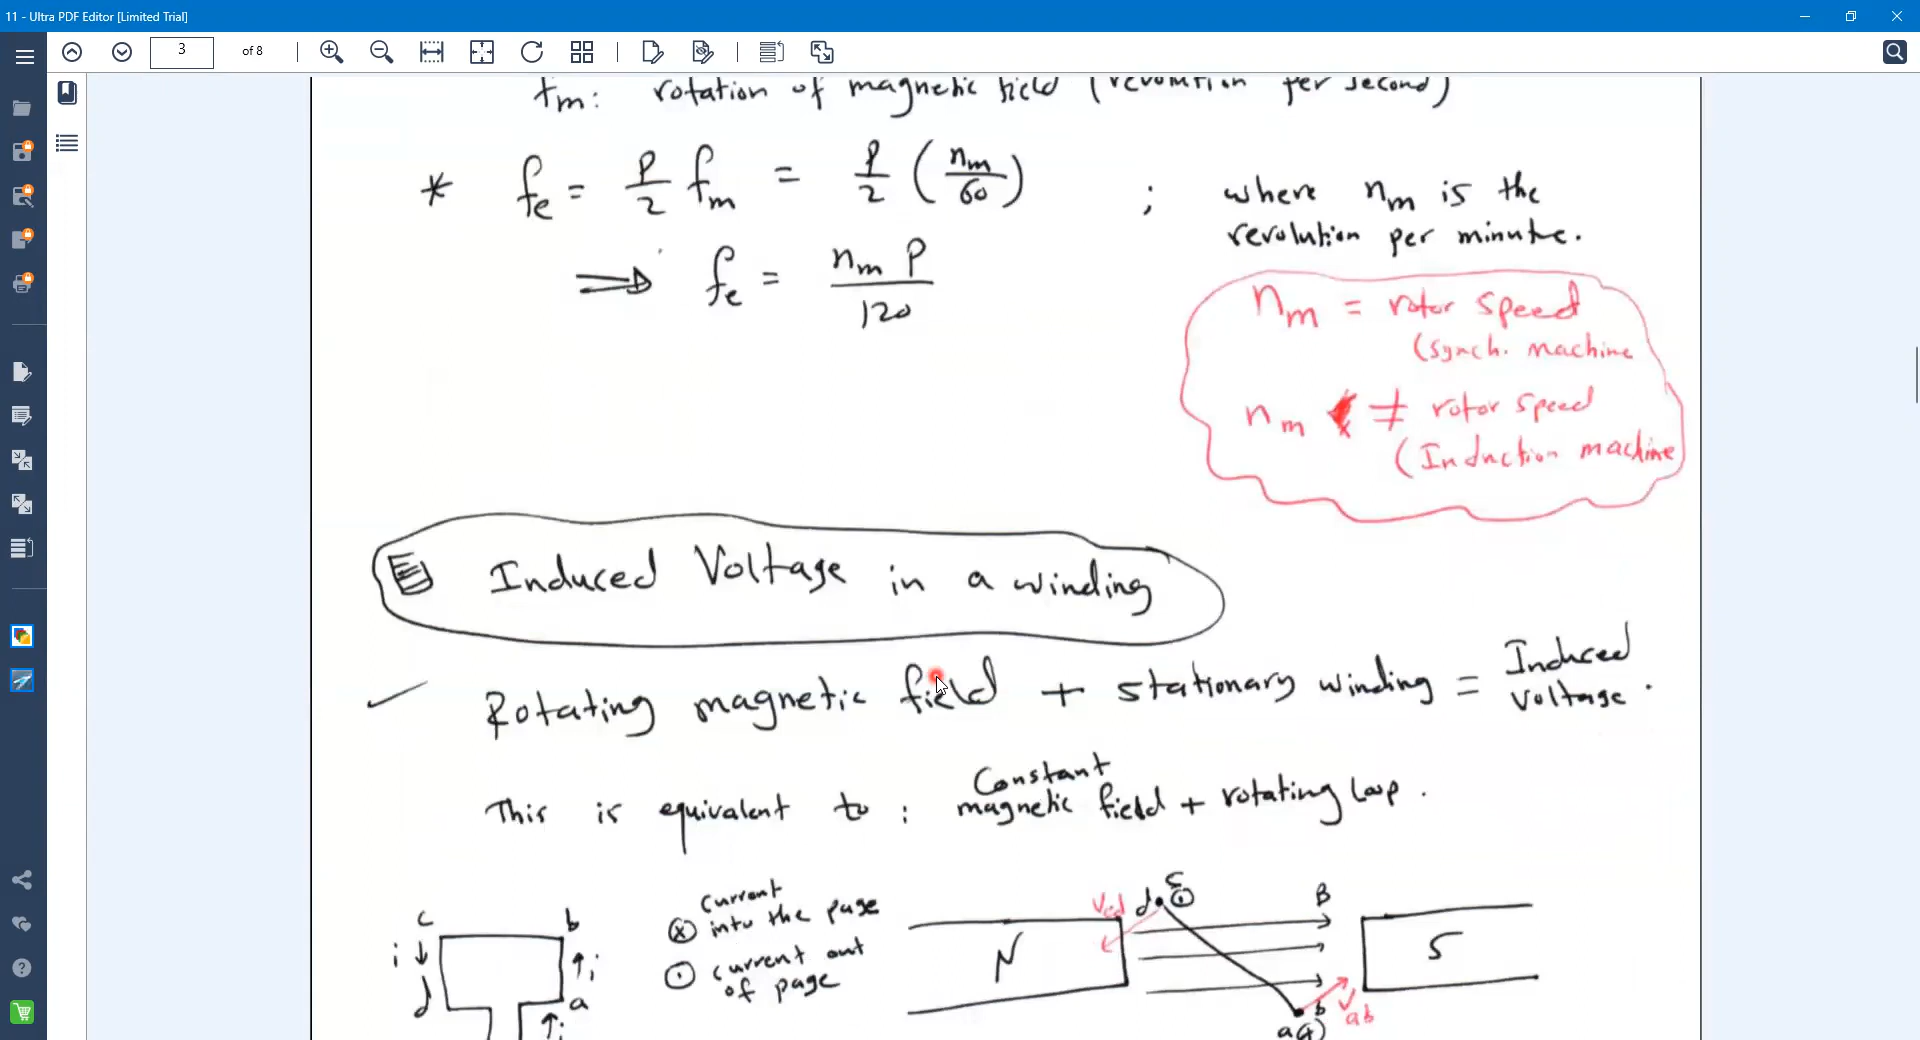 11 - Ultra PDF Editor [Limited Trial]
3 of 8
fm: rotation of magnetic field (revolution per second)
* fe = P/2 fm = P/2 (nm/60) ; where nm is the
revolution per minute.
⇒ fe = nm P / 120
nm = rotor speed
(synch. machine
nm ≠ rotor speed
(Induction machine
Induced Voltage in a winding
✓ Rotating magnetic field + stationary winding = Induced voltage.
This is equivalent to : Constant magnetic field + rotating loop.
c b
i ↓ ↑ i
d a
↑ i
⊗ current into the page
⊙ current out of page
N
Vcd
d c ⊙
B
S
b
Vab
a